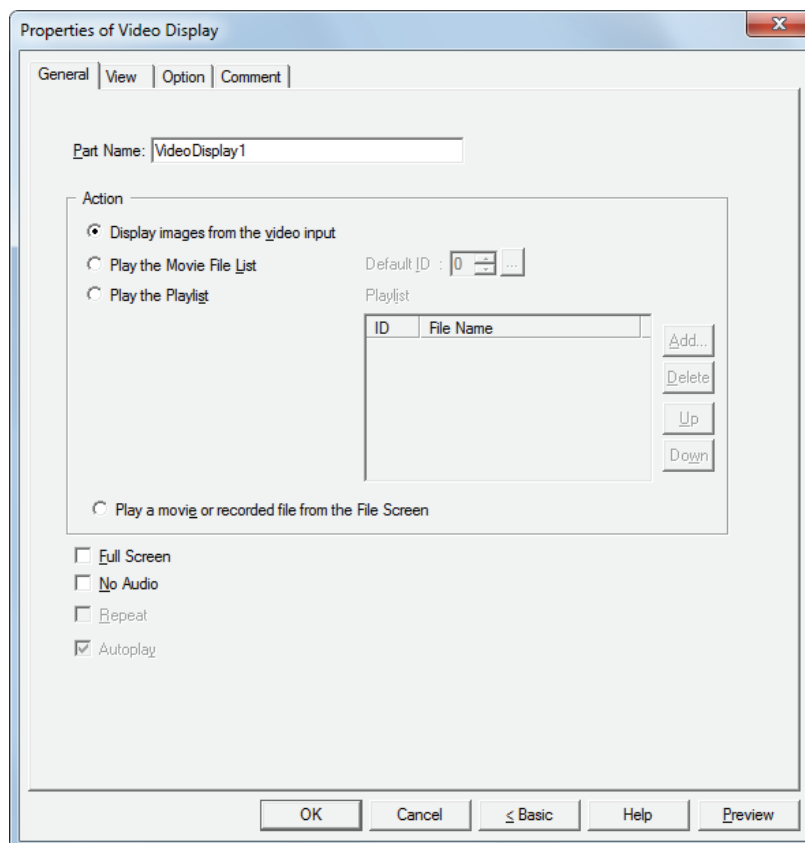 Properties of Video Display
General View Option Comment
Part Name: VideoDisplay1
Action
Display images from the video input
Play the Movie File List Default ID : 0 ...
Play the Playlist Playlist
ID File Name
Add...
Delete
Up
Down
Play a movie or recorded file from the File Screen
Full Screen
No Audio
Repeat
Autoplay
OK Cancel < Basic Help Preview